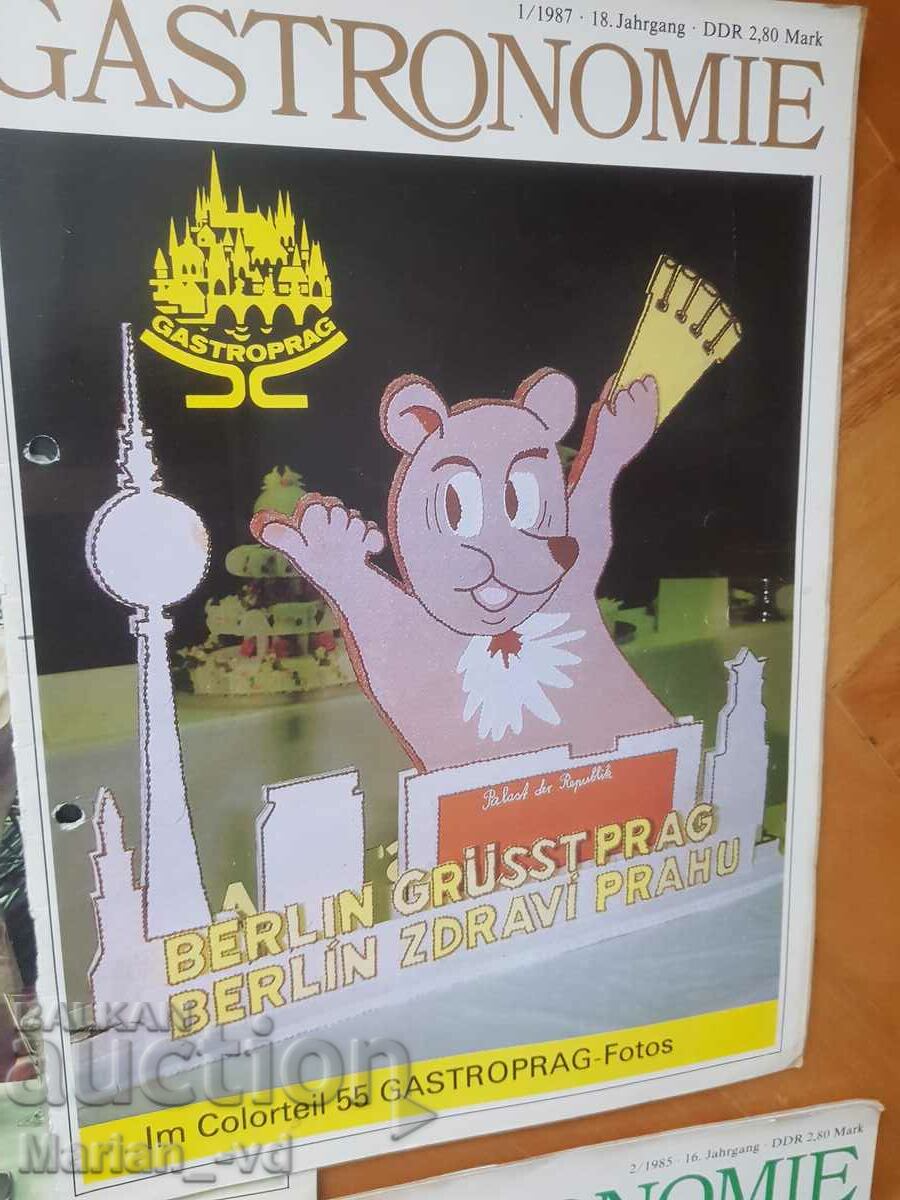 1/1987 · 18. Jahrgang · DDR 2,80 Mark
GASTRONOMIE
GASTROPRAG
Palast der Republik
BERLIN GRÜSST PRAG
BERLÍN ZDRAVÍ PRAHU
Im Colorteil 55 GASTROPRAG-Fotos
BALKAN
auction
Marian_-vd
2/1985 · 16. Jahrgang · DDR 2,80 Mark
ONOMIE